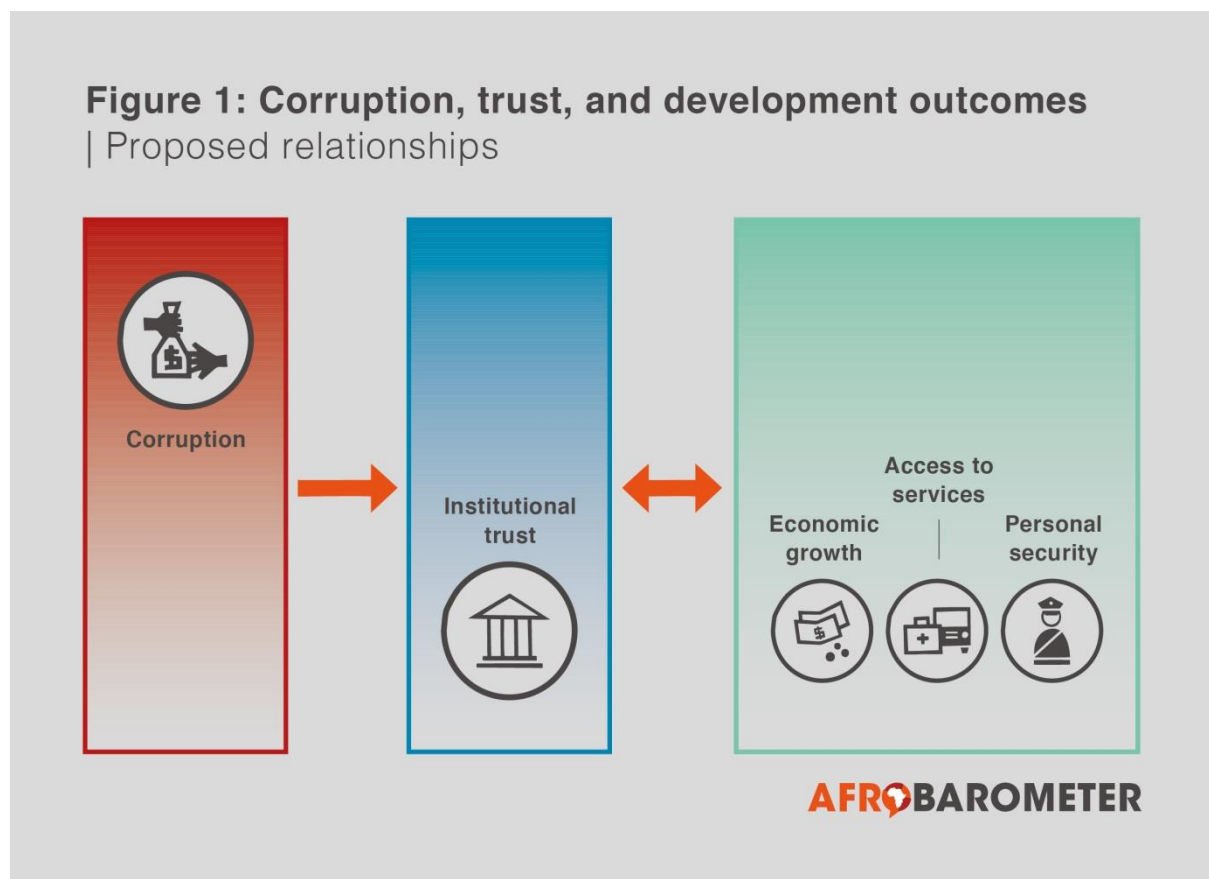 Figure 1: Corruption, trust, and development outcomes
| Proposed relationships
Corruption
Institutional
trust
Access to
services
Economic
growth
Personal
security
AFROBAROMETER